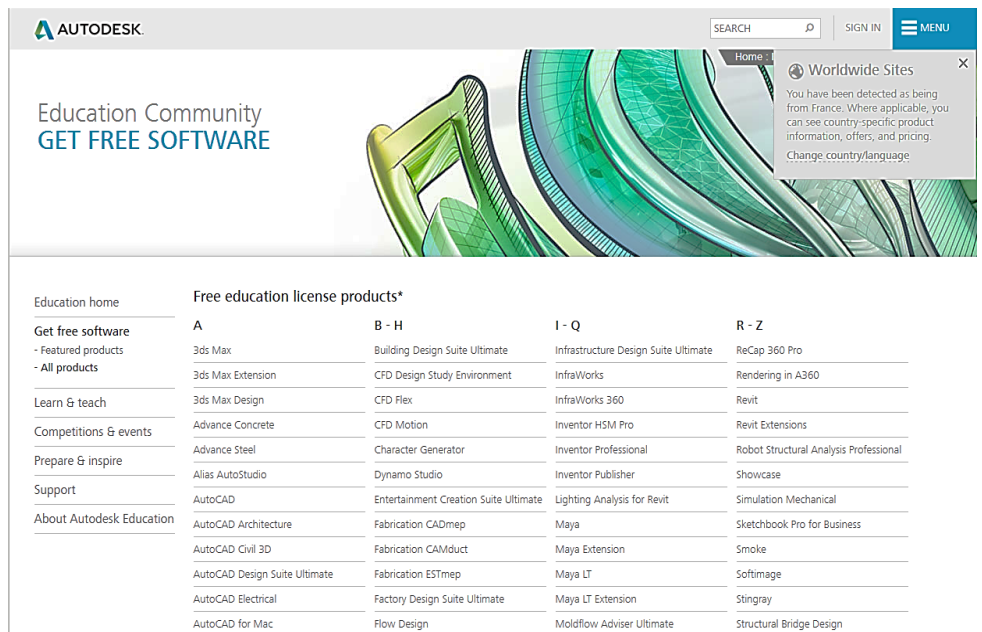 AUTODESK.
SEARCH
SIGN IN
MENU
Home :
Worldwide Sites
You have been detected as being
from France. Where applicable, you
can see country-specific product
information, offers, and pricing.
Change country/language
Education Community
GET FREE SOFTWARE
Education home
Get free software
- Featured products
- All products
Learn & teach
Competitions & events
Prepare & inspire
Support
About Autodesk Education
Free education license products*
A
3ds Max
3ds Max Extension
3ds Max Design
Advance Concrete
Advance Steel
Alias AutoStudio
AutoCAD
AutoCAD Architecture
AutoCAD Civil 3D
AutoCAD Design Suite Ultimate
AutoCAD Electrical
AutoCAD for Mac
B - H
Building Design Suite Ultimate
CFD Design Study Environment
CFD Flex
CFD Motion
Character Generator
Dynamo Studio
Entertainment Creation Suite Ultimate
Fabrication CADmep
Fabrication CAMduct
Fabrication ESTmep
Factory Design Suite Ultimate
Flow Design
I - Q
Infrastructure Design Suite Ultimate
InfraWorks
InfraWorks 360
Inventor HSM Pro
Inventor Professional
Inventor Publisher
Lighting Analysis for Revit
Maya
Maya Extension
Maya LT
Maya LT Extension
Moldflow Adviser Ultimate
R - Z
ReCap 360 Pro
Rendering in A360
Revit
Revit Extensions
Robot Structural Analysis Professional
Showcase
Simulation Mechanical
Sketchbook Pro for Business
Smoke
Softimage
Stingray
Structural Bridge Design